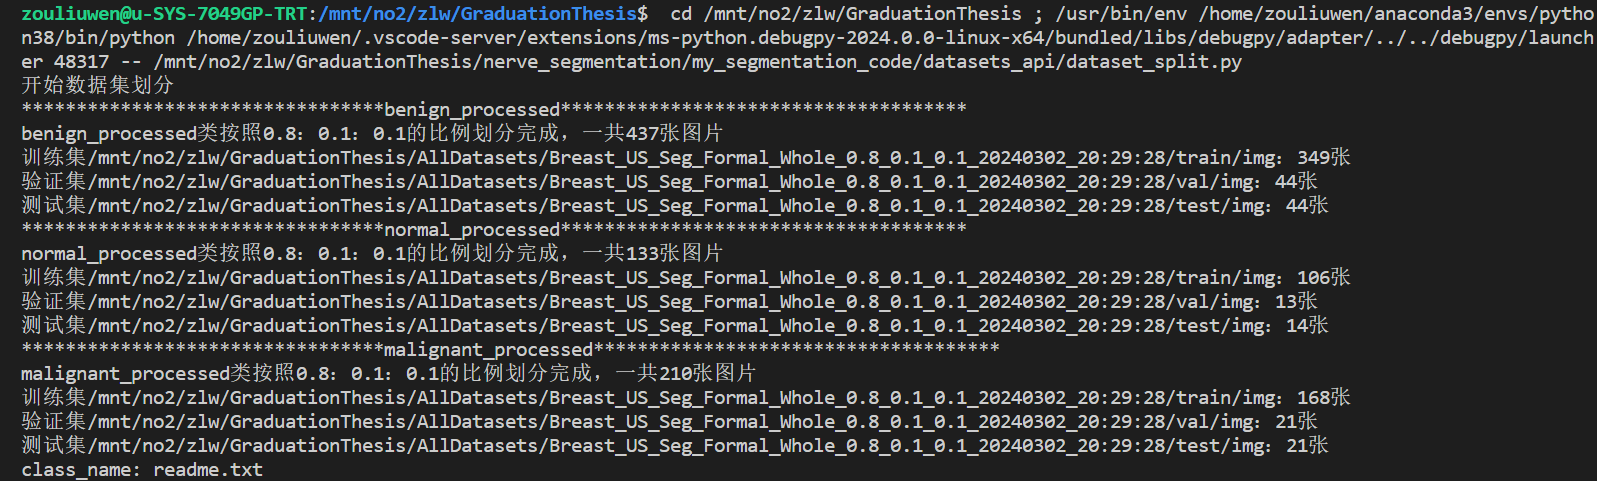 zouliuwen@u-SYS-7049GP-TRT:/mnt/no2/zlw/GraduationThesis$  cd /mnt/no2/zlw/GraduationThesis ; /usr/bin/env /home/zouliuwen/anaconda3/envs/pytho
n38/bin/python /home/zouliuwen/.vscode-server/extensions/ms-python.debugpy-2024.0.0-linux-x64/bundled/libs/debugpy/adapter/../../debugpy/launch
er 48317 -- /mnt/no2/zlw/GraduationThesis/nerve_segmentation/my_segmentation_code/datasets_api/dataset_split.py
开始数据集划分
*********************************benign_processed*************************************
benign_processed类按照0.8：0.1：0.1的比例划分完成，一共437张图片
训练集/mnt/no2/zlw/GraduationThesis/AllDatasets/Breast_US_Seg_Formal_Whole_0.8_0.1_0.1_20240302_20:29:28/train/img：349张
验证集/mnt/no2/zlw/GraduationThesis/AllDatasets/Breast_US_Seg_Formal_Whole_0.8_0.1_0.1_20240302_20:29:28/val/img：44张
测试集/mnt/no2/zlw/GraduationThesis/AllDatasets/Breast_US_Seg_Formal_Whole_0.8_0.1_0.1_20240302_20:29:28/test/img：44张
*********************************normal_processed*************************************
normal_processed类按照0.8：0.1：0.1的比例划分完成，一共133张图片
训练集/mnt/no2/zlw/GraduationThesis/AllDatasets/Breast_US_Seg_Formal_Whole_0.8_0.1_0.1_20240302_20:29:28/train/img：106张
验证集/mnt/no2/zlw/GraduationThesis/AllDatasets/Breast_US_Seg_Formal_Whole_0.8_0.1_0.1_20240302_20:29:28/val/img：13张
测试集/mnt/no2/zlw/GraduationThesis/AllDatasets/Breast_US_Seg_Formal_Whole_0.8_0.1_0.1_20240302_20:29:28/test/img：14张
*********************************malignant_processed*************************************
malignant_processed类按照0.8：0.1：0.1的比例划分完成，一共210张图片
训练集/mnt/no2/zlw/GraduationThesis/AllDatasets/Breast_US_Seg_Formal_Whole_0.8_0.1_0.1_20240302_20:29:28/train/img：168张
验证集/mnt/no2/zlw/GraduationThesis/AllDatasets/Breast_US_Seg_Formal_Whole_0.8_0.1_0.1_20240302_20:29:28/val/img：21张
测试集/mnt/no2/zlw/GraduationThesis/AllDatasets/Breast_US_Seg_Formal_Whole_0.8_0.1_0.1_20240302_20:29:28/test/img：21张
class_name: readme.txt